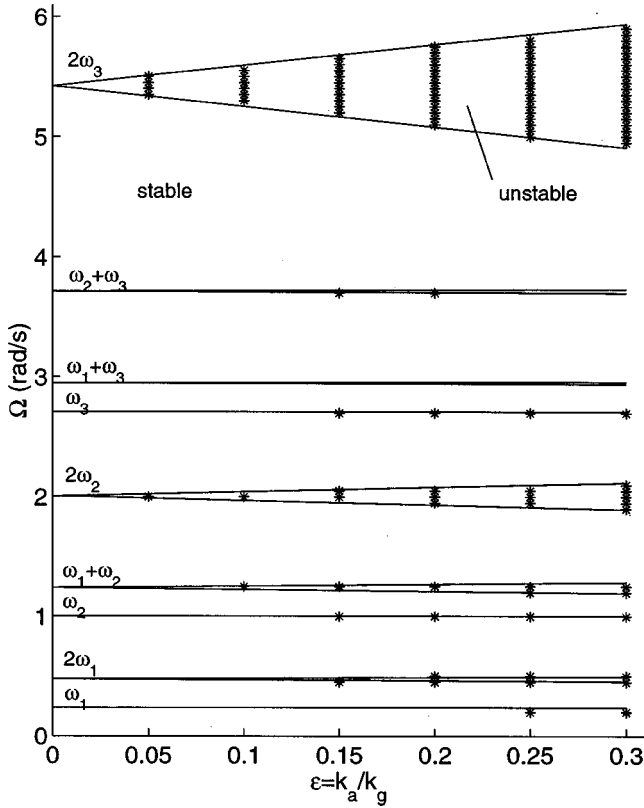 6
2ω₃
5
stable
unstable
4
ω₂+ω₃
Ω (rad/s)
3
ω₁+ω₃
ω₃
2ω₂
2
ω₁+ω₂
ω₂
1
2ω₁
ω₁
0
0 0.05 0.1 0.15 0.2 0.25 0.3
ε=kₐ/k_g